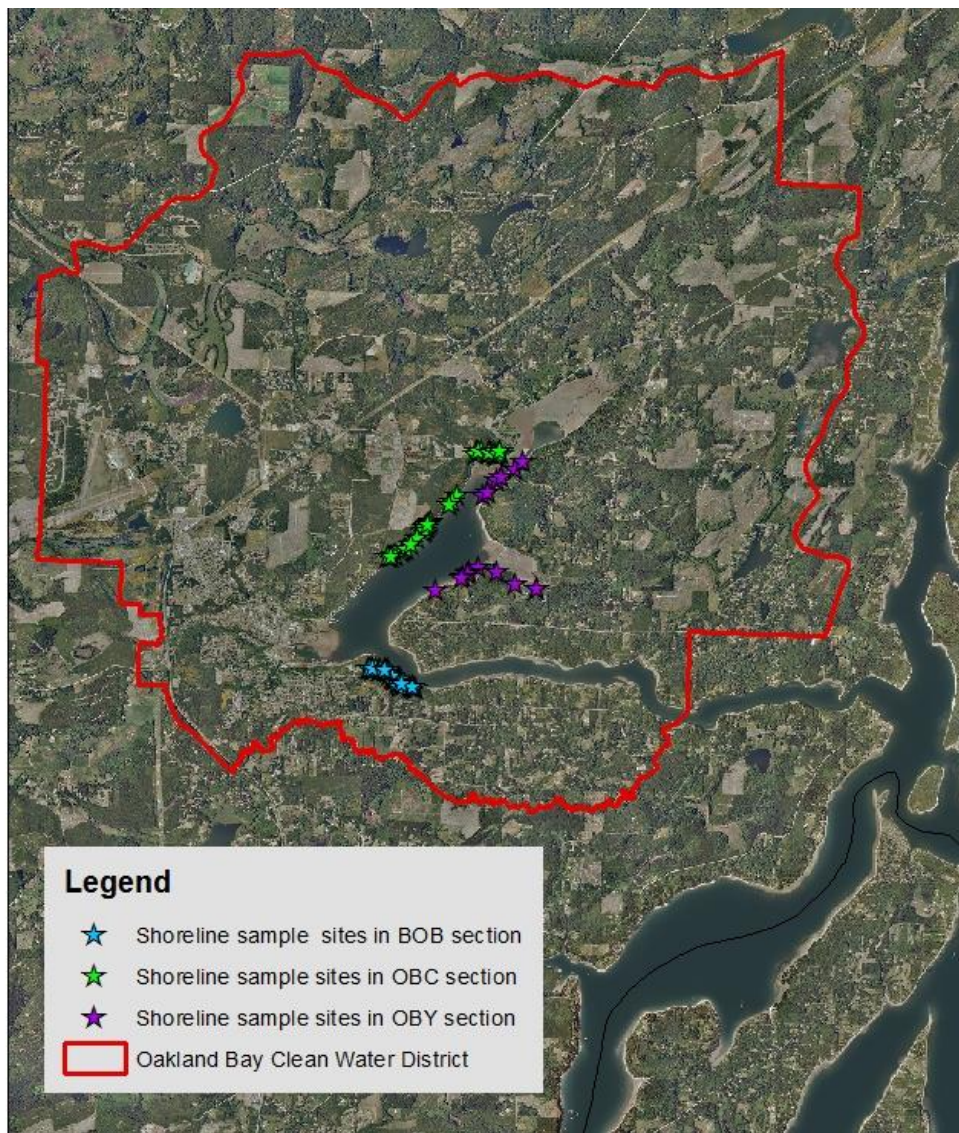 Legend
Shoreline sample sites in BOB section
Shoreline sample sites in OBC section
Shoreline sample sites in OBY section
Oakland Bay Clean Water District